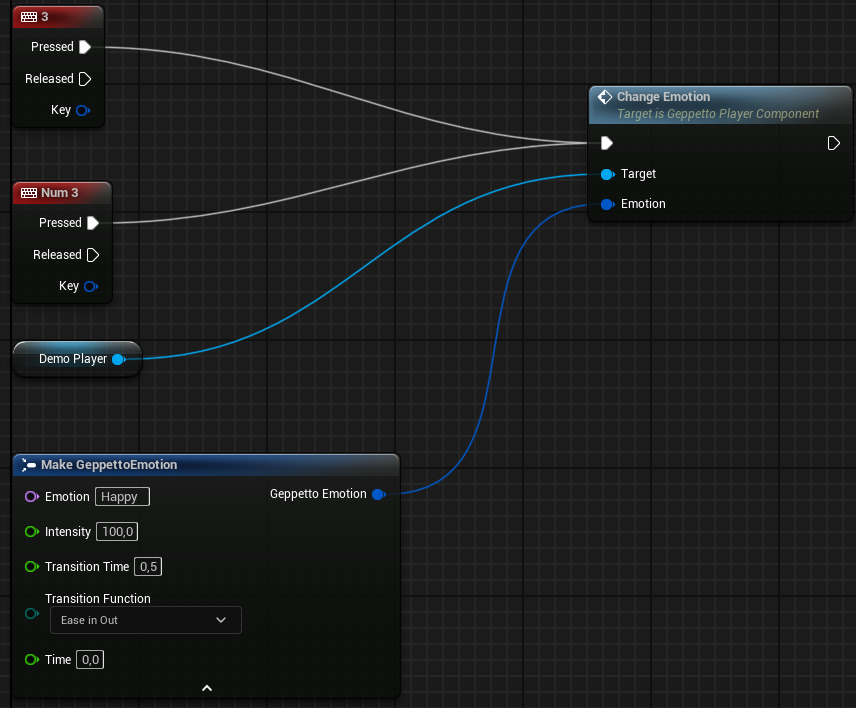 3
Pressed
Released
Key
Change Emotion
Target is Geppetto Player Component
Target
Emotion
Num 3
Pressed
Released
Key
Demo Player
Make GeppettoEmotion
Emotion Happy
Geppetto Emotion
Intensity 100,0
Transition Time 0,5
Transition Function
Ease in Out
Time 0,0